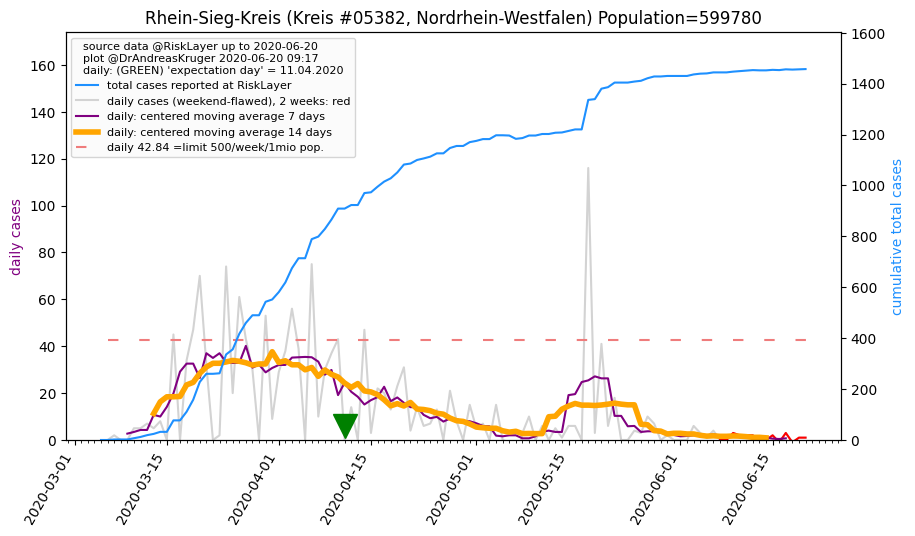 Rhein-Sieg-Kreis (Kreis #05382, Nordrhein-Westfalen) Population=599780
source data @RiskLayer up to 2020-06-20
plot @DrAndreasKruger 2020-06-20 09:17
daily: (GREEN) 'expectation day' = 11.04.2020
total cases reported at RiskLayer
daily cases (weekend-flawed), 2 weeks: red
daily: centered moving average 7 days
daily: centered moving average 14 days
daily 42.84 =limit 500/week/1mio pop.
daily cases
160
140
120
100
80
60
40
20
0
cumulative total cases
1600
1400
1200
1000
800
600
400
200
0
2020-03-01
2020-03-15
2020-04-01
2020-04-15
2020-05-01
2020-05-15
2020-06-01
2020-06-15